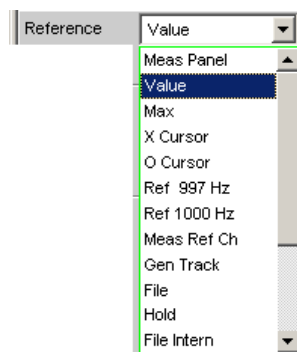 Reference Value
Meas Panel
Value
Max
X Cursor
O Cursor
Ref 997 Hz
Ref 1000 Hz
Meas Ref Ch
Gen Track
File
Hold
File Intern